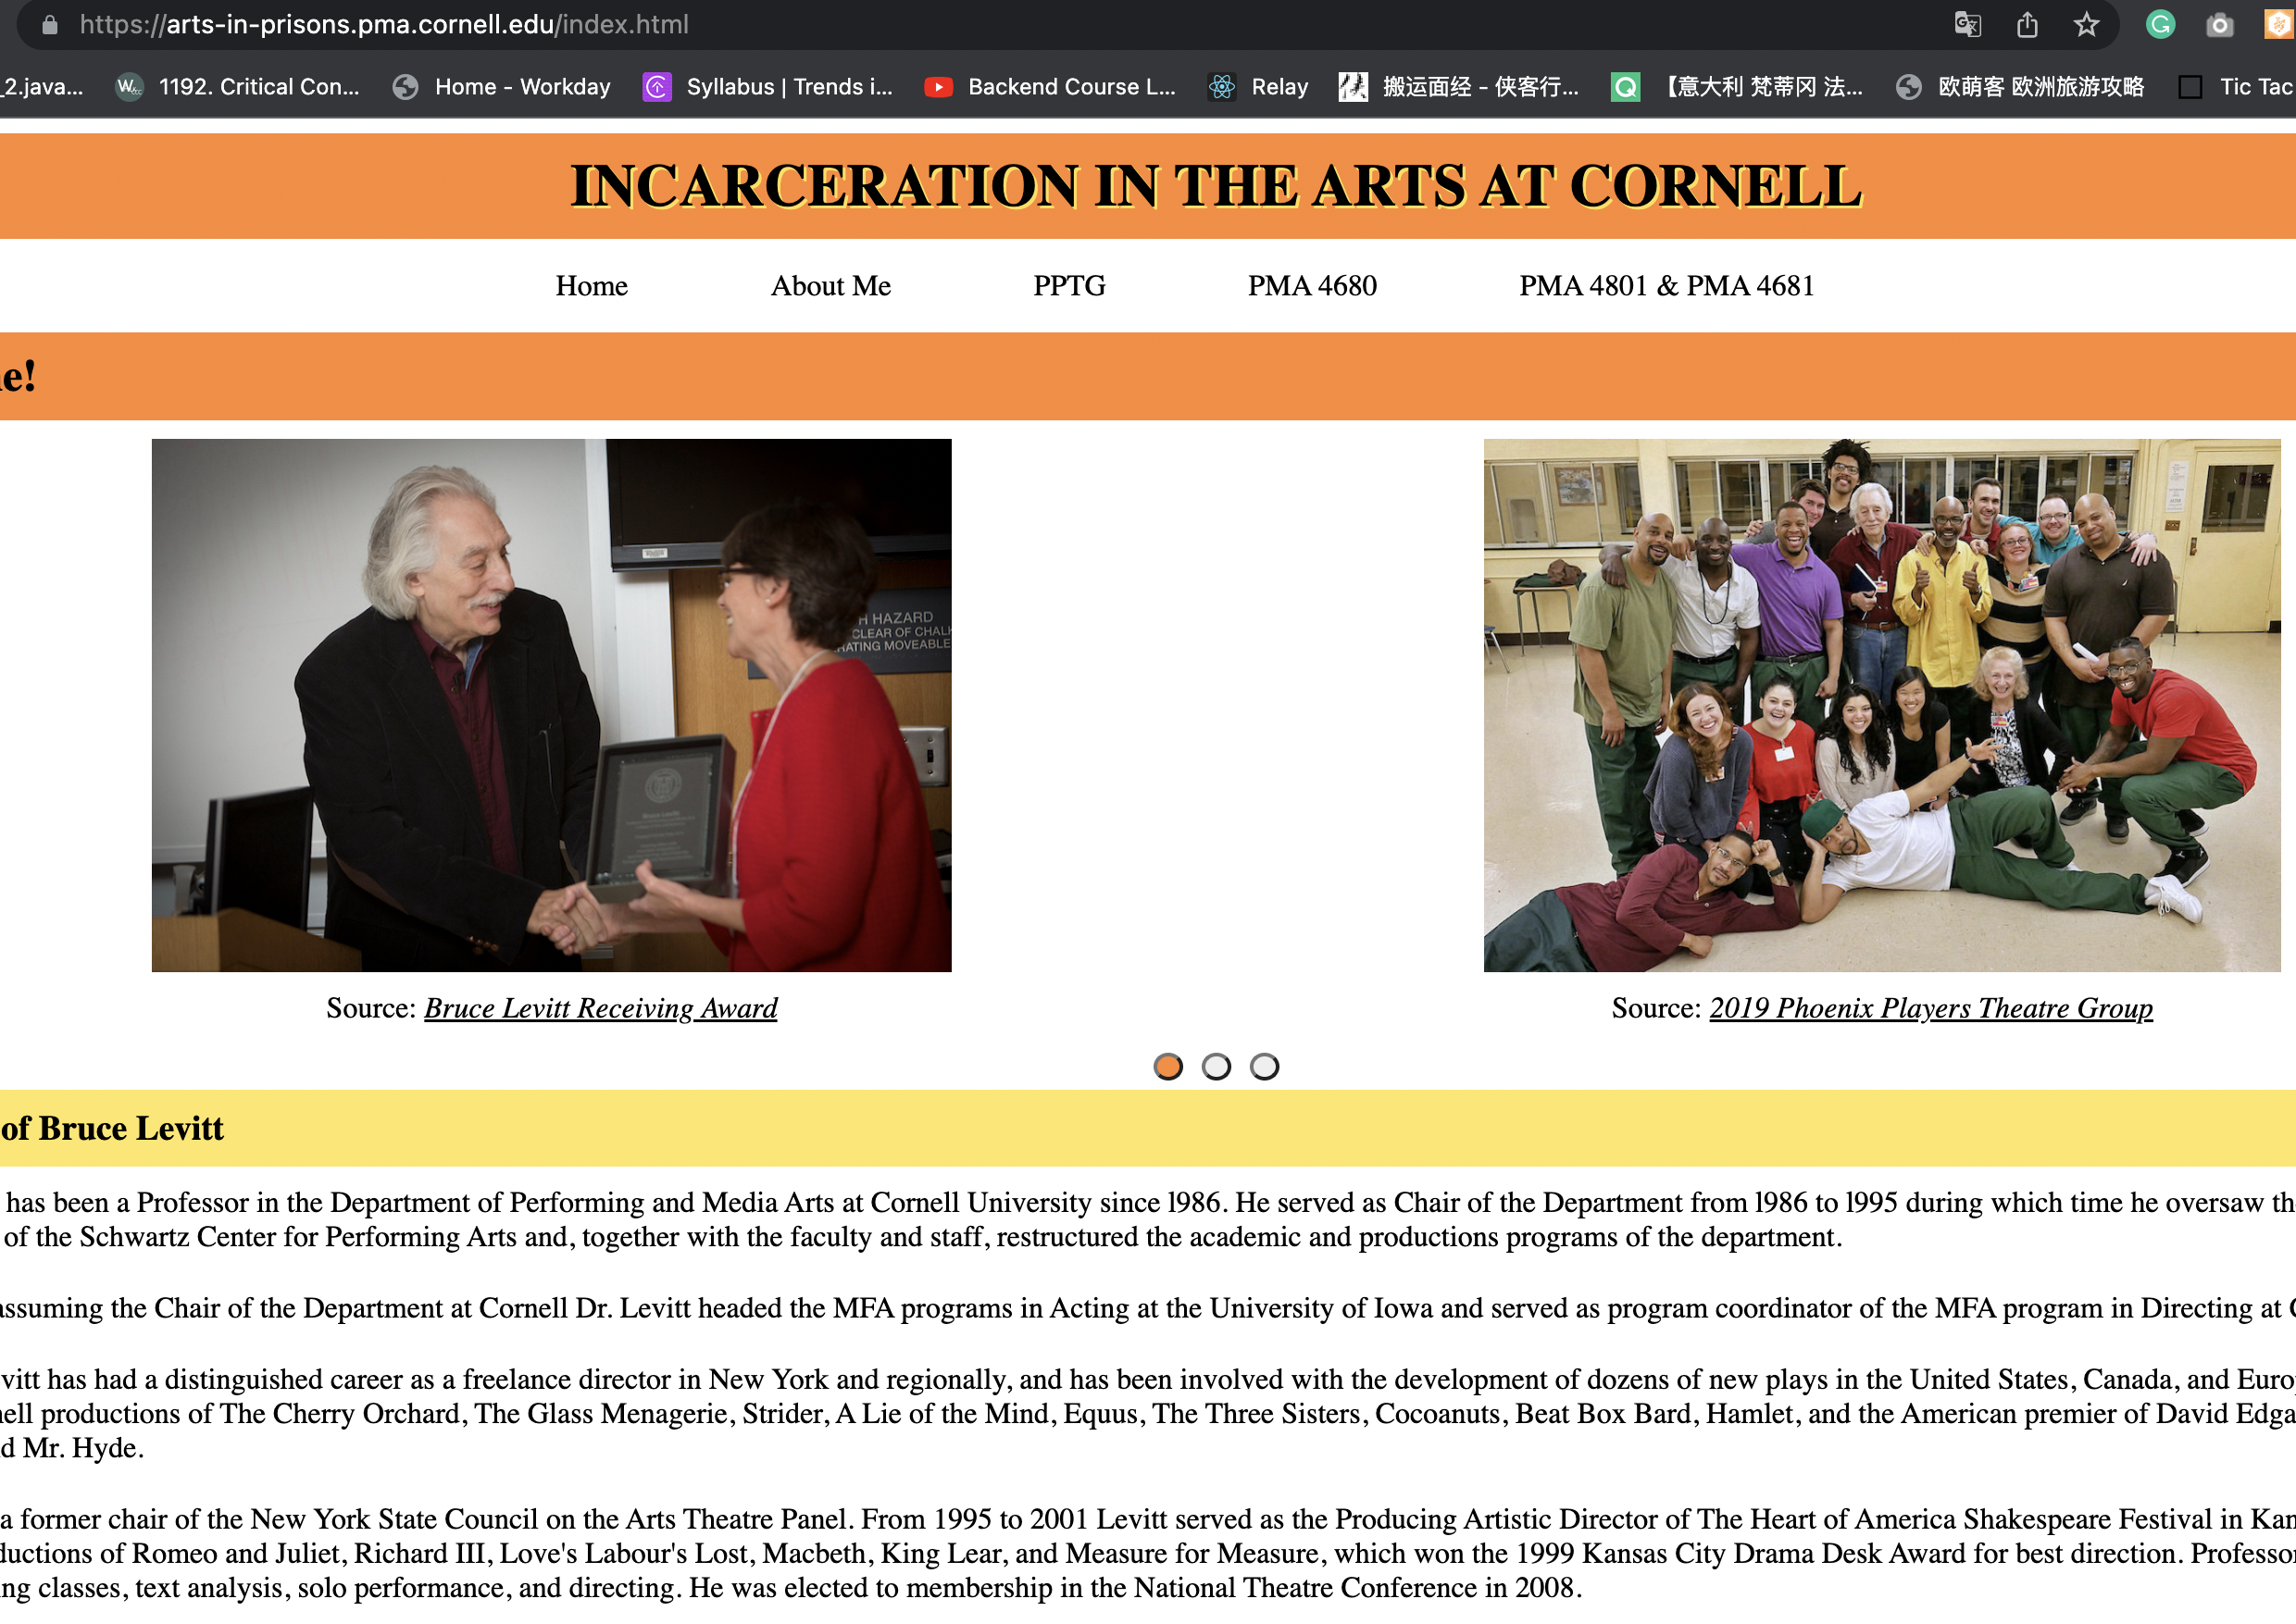 https://arts-in-prisons.pma.cornell.edu/index.html
_2.java... 1192. Critical Con... Home - Workday Syllabus | Trends i... Backend Course L... Relay 搬运面经 - 侠客行... 【意大利 梵蒂冈 法... 欧萌客 欧洲旅游攻略 Tic Tac
INCARCERATION IN THE ARTS AT CORNELL
Home About Me PPTG PMA 4680 PMA 4801 & PMA 4681
e!
H HAZARD
CLEAR OF CHALK
RATING MOVEABLE
Bruce Levitt
Source: Bruce Levitt Receiving Award
Source: 2019 Phoenix Players Theatre Group
of Bruce Levitt
has been a Professor in the Department of Performing and Media Arts at Cornell University since l986. He served as Chair of the Department from l986 to l995 during which time he oversaw th
of the Schwartz Center for Performing Arts and, together with the faculty and staff, restructured the academic and productions programs of the department.
assuming the Chair of the Department at Cornell Dr. Levitt headed the MFA programs in Acting at the University of Iowa and served as program coordinator of the MFA program in Directing at
vitt has had a distinguished career as a freelance director in New York and regionally, and has been involved with the development of dozens of new plays in the United States, Canada, and Euro
ell productions of The Cherry Orchard, The Glass Menagerie, Strider, A Lie of the Mind, Equus, The Three Sisters, Cocoanuts, Beat Box Bard, Hamlet, and the American premier of David Edga
d Mr. Hyde.
a former chair of the New York State Council on the Arts Theatre Panel. From 1995 to 2001 Levitt served as the Producing Artistic Director of The Heart of America Shakespeare Festival in Kan
ductions of Romeo and Juliet, Richard III, Love's Labour's Lost, Macbeth, King Lear, and Measure for Measure, which won the 1999 Kansas City Drama Desk Award for best direction. Professo
ng classes, text analysis, solo performance, and directing. He was elected to membership in the National Theatre Conference in 2008.